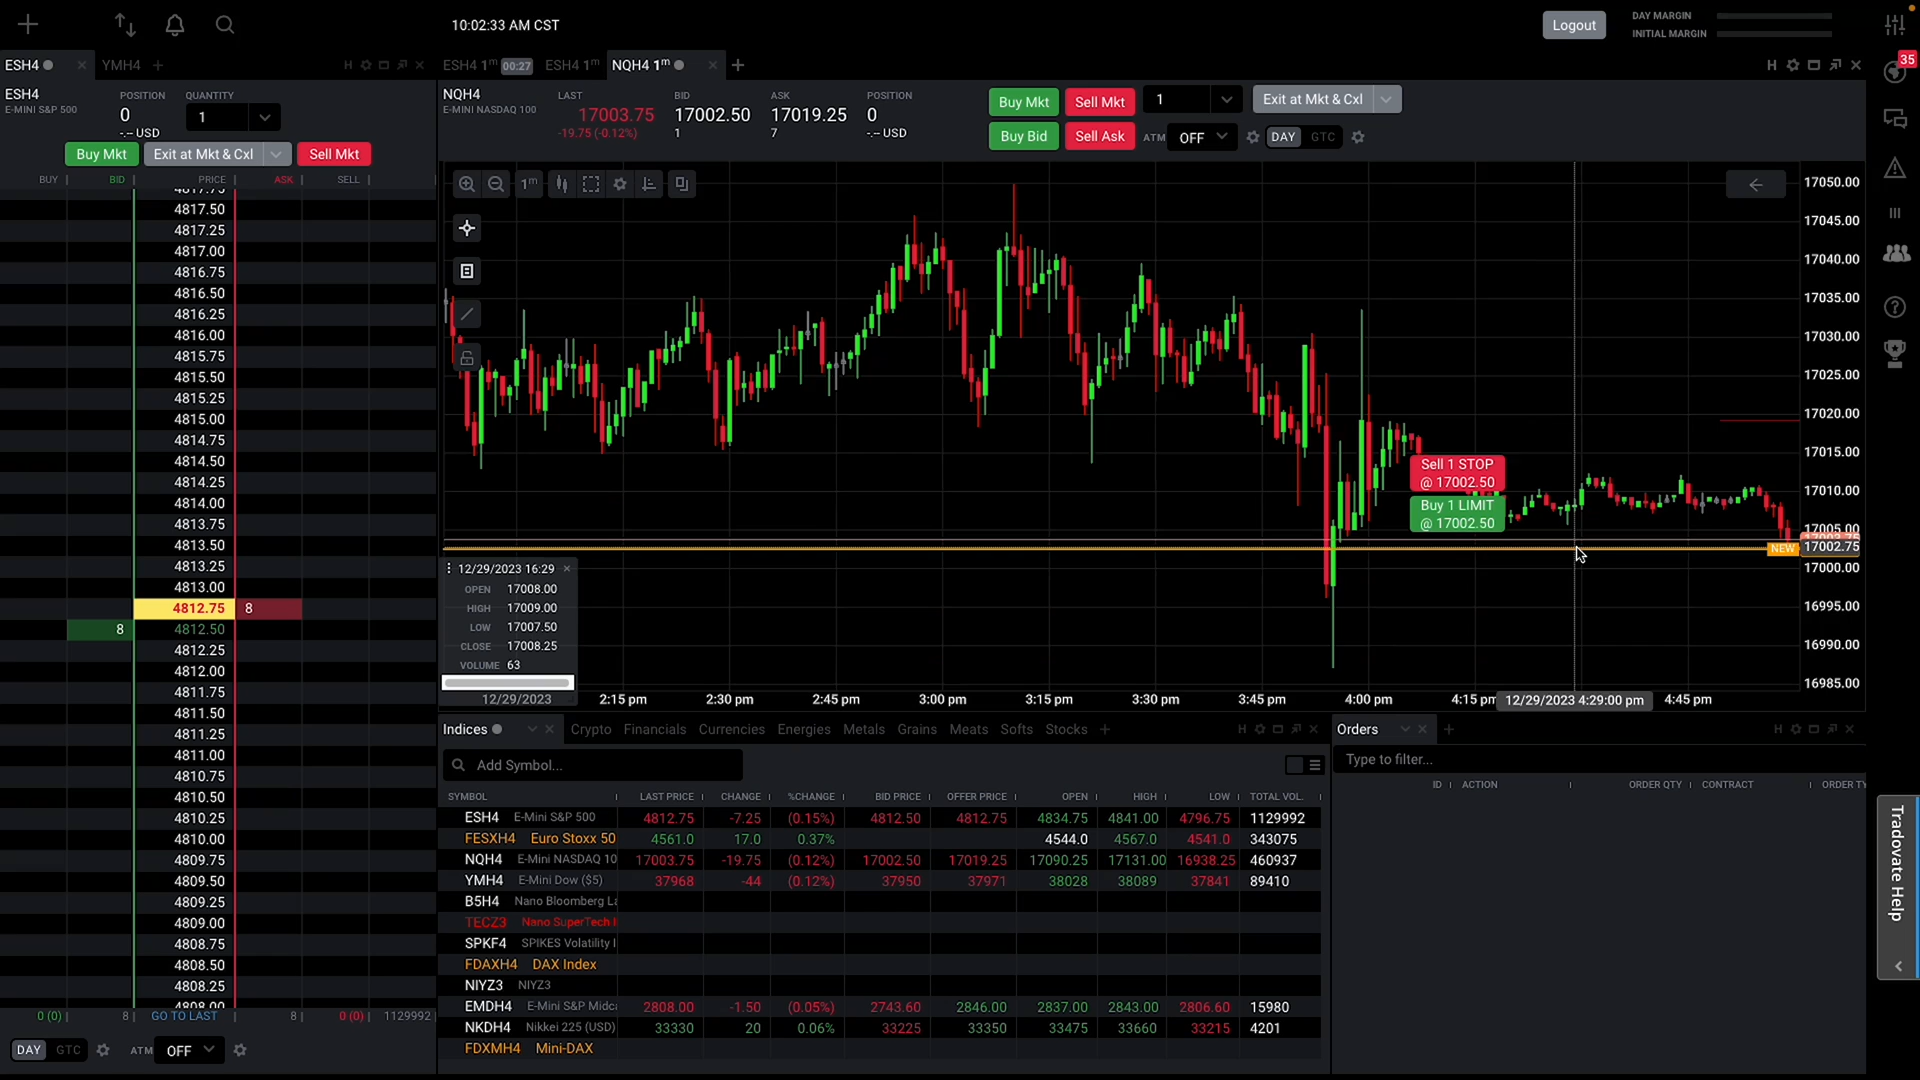 10:02:33 AM CST
Logout
DAY MARGIN
INITIAL MARGIN
35
ESH4
YMH4
ESH4 1m 00:27
ESH4 1m
NQH4 1m
H
H
ESH4
E-MINI S&P 500
POSITION
0
-.-- USD
QUANTITY
1
Buy Mkt
Exit at Mkt & Cxl
Sell Mkt
BUY BID PRICE ASK SELL
4817.75
4817.50
4817.25
4817.00
4816.75
4816.50
4816.25
4816.00
4815.75
4815.50
4815.25
4815.00
4814.75
4814.50
4814.25
4814.00
4813.75
4813.50
4813.25
4813.00
4812.75 8
8 4812.50
4812.25
4812.00
4811.75
4811.50
4811.25
4811.00
4810.75
4810.50
4810.25
4810.00
4809.75
4809.50
4809.25
4809.00
4808.75
4808.50
4808.25
4808.00
0 (0) 8 GO TO LAST 8 0 (0) 1129992
DAY GTC ATM OFF
NQH4
E-MINI NASDAQ 100
LAST
17003.75
-19.75 (-0.12%)
BID
17002.50
1
ASK
17019.25
7
POSITION
0
-.-- USD
Buy Mkt
Sell Mkt
1
Exit at Mkt & Cxl
Buy Bid
Sell Ask
ATM OFF
DAY GTC
1m
17050.00
17045.00
17040.00
17035.00
17030.00
17025.00
17020.00
17015.00
17010.00
17005.00
17003.75
NEW 17002.75
17000.00
16995.00
16990.00
16985.00
Sell 1 STOP
@ 17002.50
Buy 1 LIMIT
@ 17002.50
12/29/2023 16:29
OPEN 17008.00
HIGH 17009.00
LOW 17007.50
CLOSE 17008.25
VOLUME 63
12/29/2023 2:15 pm 2:30 pm 2:45 pm 3:00 pm 3:15 pm 3:30 pm 3:45 pm 4:00 pm 4:15 pm 12/29/2023 4:29:00 pm 4:45 pm
Indices Crypto Financials Currencies Energies Metals Grains Meats Softs Stocks
H
Add Symbol...
SYMBOL LAST PRICE CHANGE %CHANGE BID PRICE OFFER PRICE OPEN HIGH LOW TOTAL VOL.
ESH4 E-Mini S&P 500 4812.75 -7.25 (0.15%) 4812.50 4812.75 4834.75 4841.00 4796.75 1129992
FESXH4 Euro Stoxx 50 4561.0 17.0 0.37% 4544.0 4567.0 4541.0 343075
NQH4 E-Mini NASDAQ 10 17003.75 -19.75 (0.12%) 17002.50 17019.25 17090.25 17131.00 16938.25 460937
YMH4 E-Mini Dow ($5) 37968 -44 (0.12%) 37950 37971 38028 38089 37841 89410
B5H4 Nano Bloomberg La
TECZ3 Nano SuperTech I
SPKF4 SPIKES Volatility I
FDAXH4 DAX Index
NIYZ3 NIYZ3
EMDH4 E-Mini S&P Midc 2808.00 -1.50 (0.05%) 2743.60 2846.00 2837.00 2843.00 2806.60 15980
NKDH4 Nikkei 225 (USD) 33330 20 0.06% 33225 33350 33475 33660 33215 4201
FDXMH4 Mini-DAX
Orders
H
Type to filter...
ID ACTION ORDER QTY CONTRACT ORDER TY
Tradovate Help